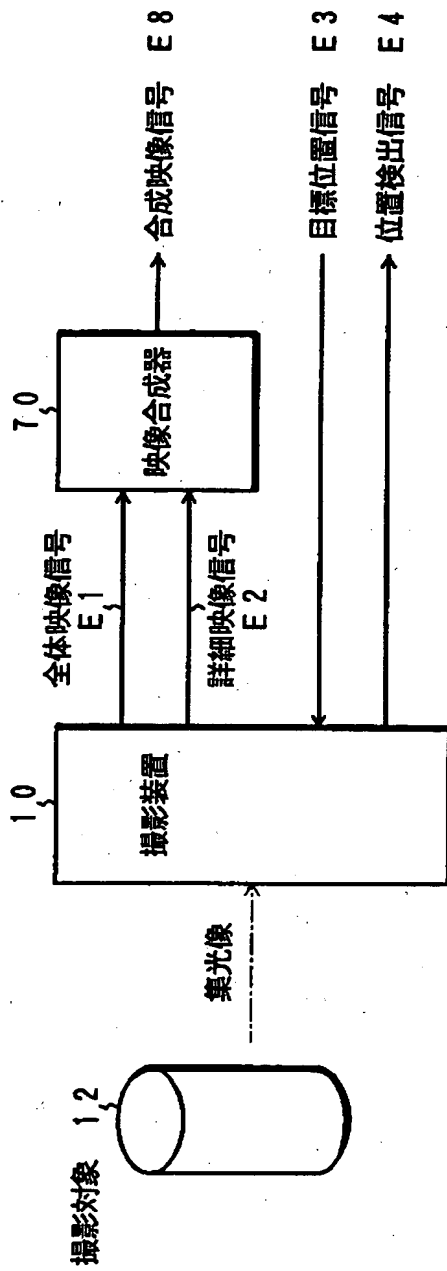 撮影対象
12
集光像
10
撮影装置
全体映像信号
E1
詳細映像信号
E2
70
映像合成器
合成映像信号 E8
目標位置信号 E3
位置検出信号 E4